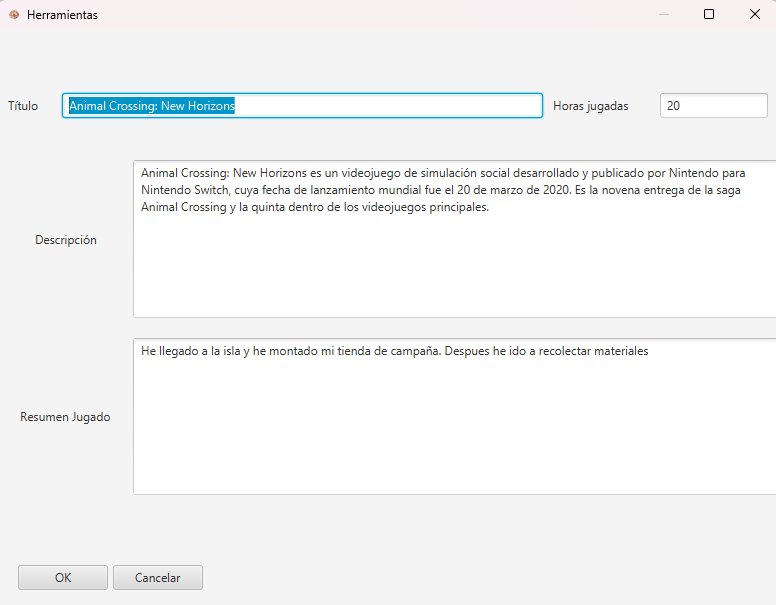 Herramientas
Título
Animal Crossing: New Horizons
Horas jugadas
20
Descripción
Animal Crossing: New Horizons es un videojuego de simulación social desarrollado y publicado por Nintendo para
Nintendo Switch, cuya fecha de lanzamiento mundial fue el 20 de marzo de 2020. Es la novena entrega de la saga
Animal Crossing y la quinta dentro de los videojuegos principales.
Resumen Jugado
He llegado a la isla y he montado mi tienda de campaña. Despues he ido a recolectar materiales
OK
Cancelar